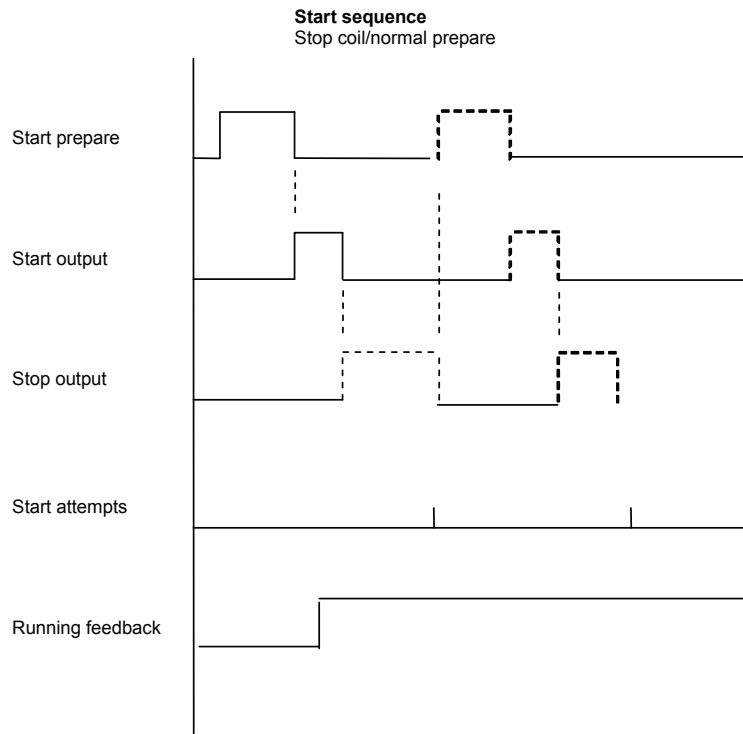 Start sequence
Stop coil/normal prepare
Start prepare
Start output
Stop output
Start attempts
Running feedback